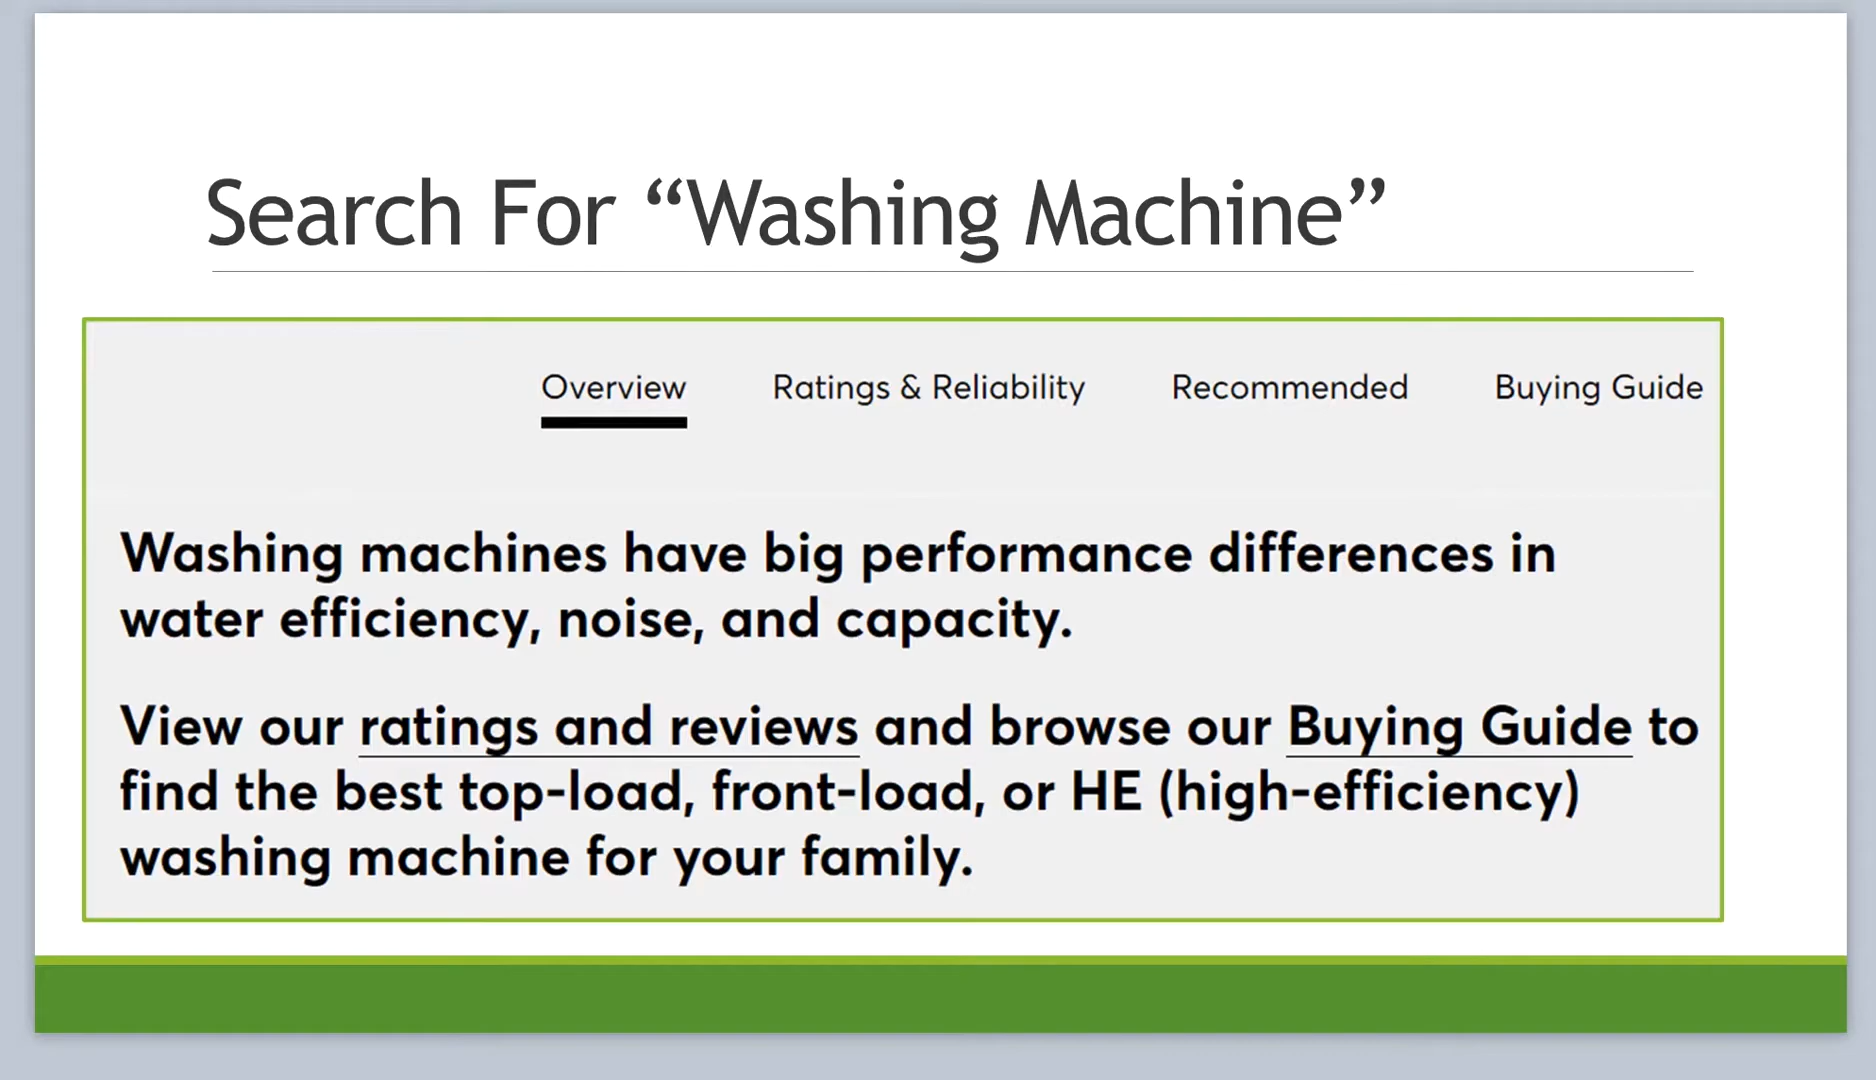 Search For “Washing Machine”
Overview Ratings & Reliability Recommended Buying Guide
Washing machines have big performance differences in
water efficiency, noise, and capacity.
View our ratings and reviews and browse our Buying Guide to
find the best top-load, front-load, or HE (high-efficiency)
washing machine for your family.